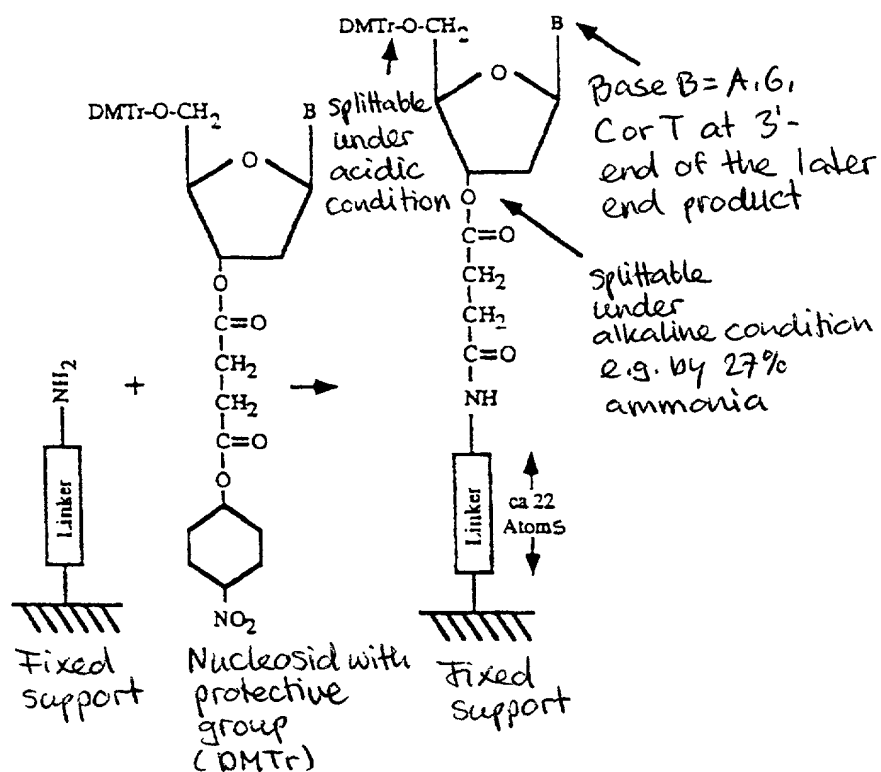 DMTr-O-CH2
B
O
O
C=O
CH2
CH2
C=O
O
NO2
NH2
Linker
Fixed
support
+
Nucleosid with
protective
group
(DMTr)
DMTr-O-CH2
B
O
O
C=O
CH2
CH2
C=O
NH
Linker
ca 22
Atoms
Fixed
support
splittable
under
acidic
condition
Base B = A, G,
C or T at 3'-
end of the later
end product
splittable
under
alkaline condition
e.g. by 27%
ammonia